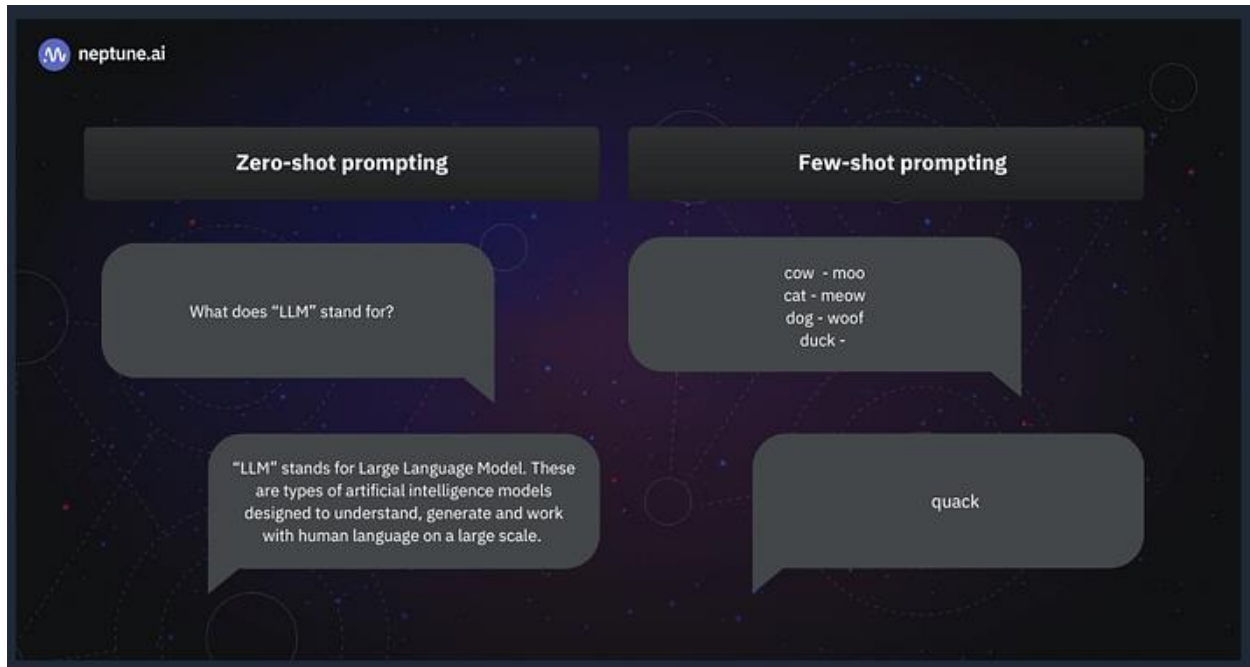 neptune.ai
Zero-shot prompting
What does “LLM” stand for?
“LLM” stands for Large Language Model. These
are types of artificial intelligence models
designed to understand, generate and work
with human language on a large scale.
Few-shot prompting
cow - moo
cat - meow
dog - woof
duck -
quack